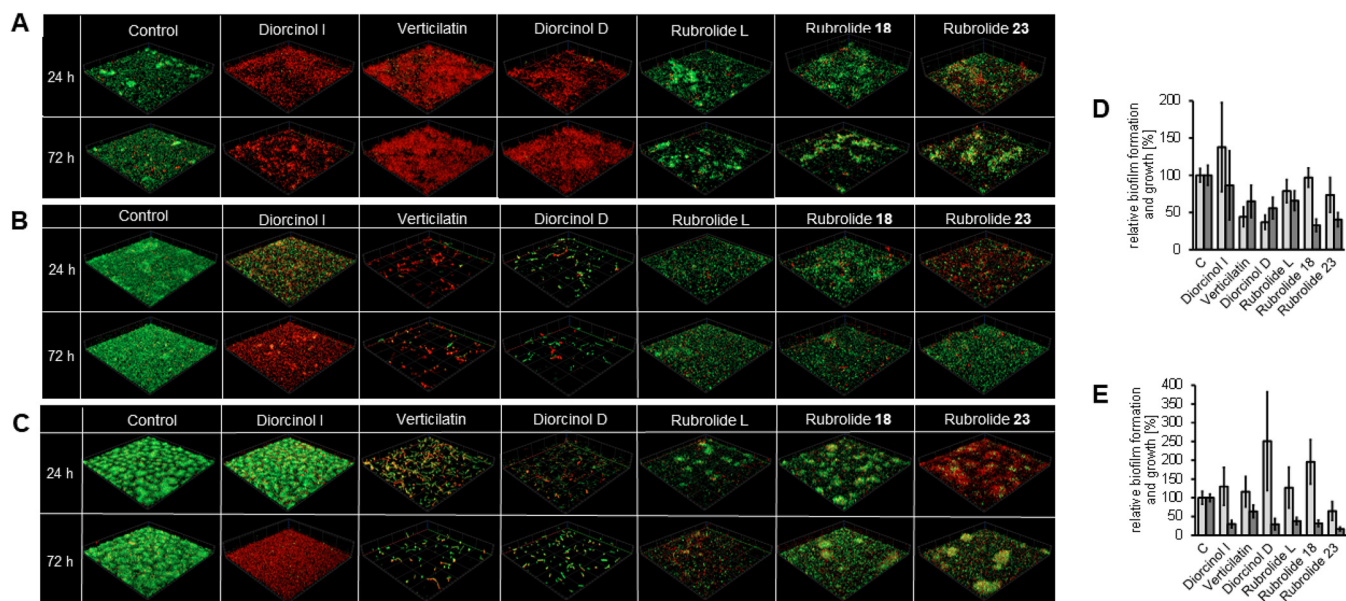 A
Control Diorcinol I Verticilatin Diorcinol D Rubrolide L Rubrolide 18 Rubrolide 23
24 h
72 h
B
Control Diorcinol I Verticilatin Diorcinol D Rubrolide L Rubrolide 18 Rubrolide 23
24 h
72 h
C
Control Diorcinol I Verticilatin Diorcinol D Rubrolide L Rubrolide 18 Rubrolide 23
24 h
72 h
D
relative biofilm formation
and growth [%]
200
150
100
50
0
C
Diorcinol I
Verticilatin
Diorcinol D
Rubrolide L
Rubrolide 18
Rubrolide 23
E
relative biofilm formation
and growth [%]
400
350
300
250
200
150
100
50
0
C
Diorcinol I
Verticilatin
Diorcinol D
Rubrolide L
Rubrolide 18
Rubrolide 23